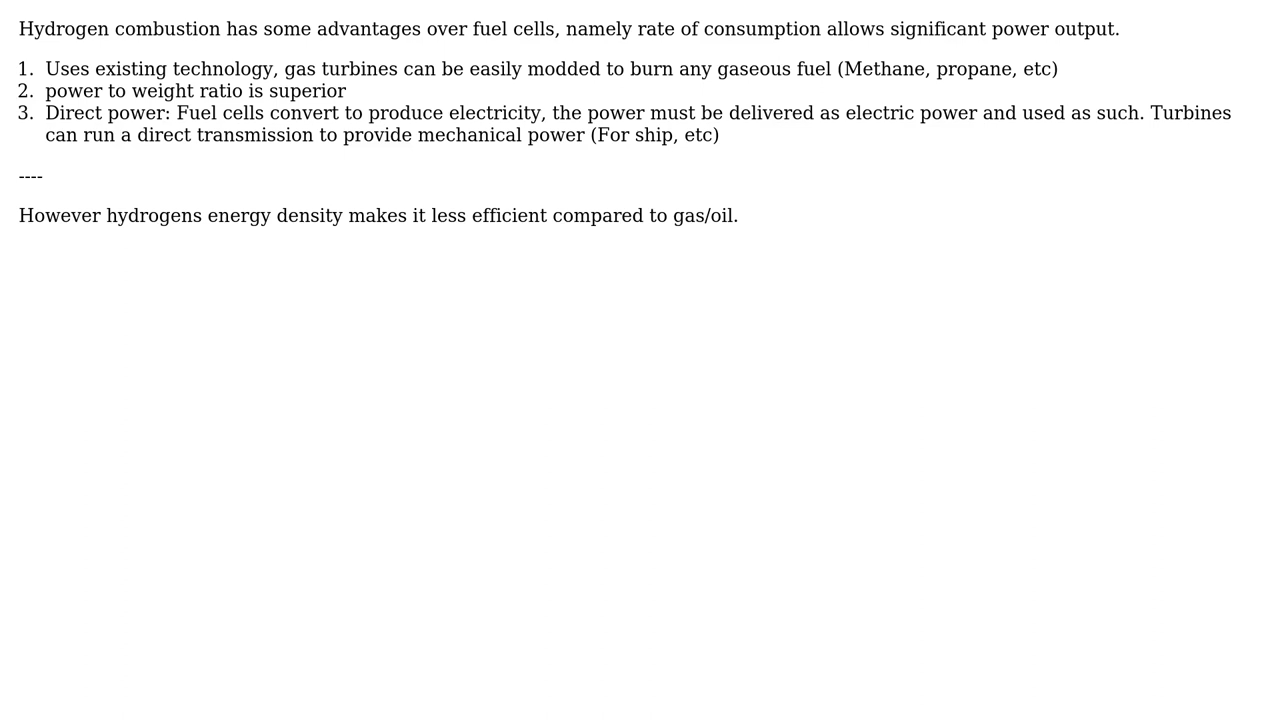 Hydrogen combustion has some advantages over fuel cells, namely rate of consumption allows significant power output.
1. Uses existing technology, gas turbines can be easily modded to burn any gaseous fuel (Methane, propane, etc)
2. power to weight ratio is superior
3. Direct power: Fuel cells convert to produce electricity, the power must be delivered as electric power and used as such. Turbines
can run a direct transmission to provide mechanical power (For ship, etc)
----
However hydrogens energy density makes it less efficient compared to gas/oil.